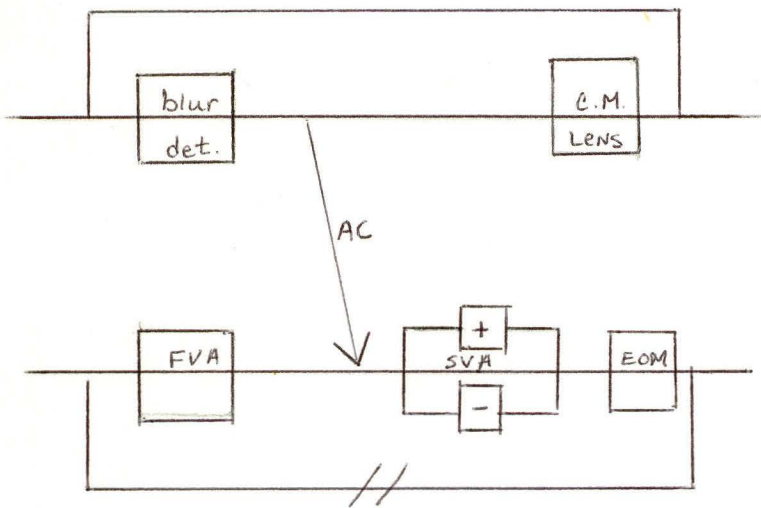 blur
det.
C.M.
LENS
AC
FVA
+
SVA
-
EOM